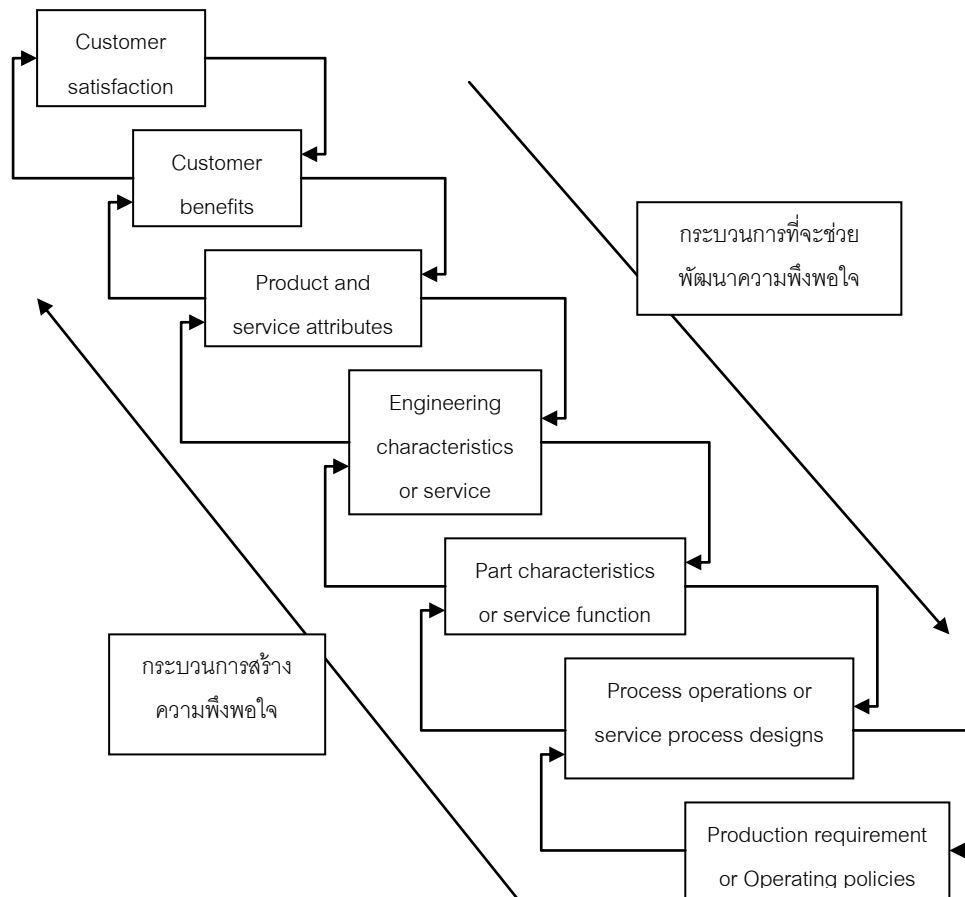 Customer
satisfaction
Customer
benefits
กระบวนการที่จะช่วย
พัฒนาความพึงพอใจ
Product and
service attributes
Engineering
characteristics
or service
Part characteristics
or service function
กระบวนการสร้าง
ความพึงพอใจ
Process operations or
service process designs
Production requirement
or Operating policies